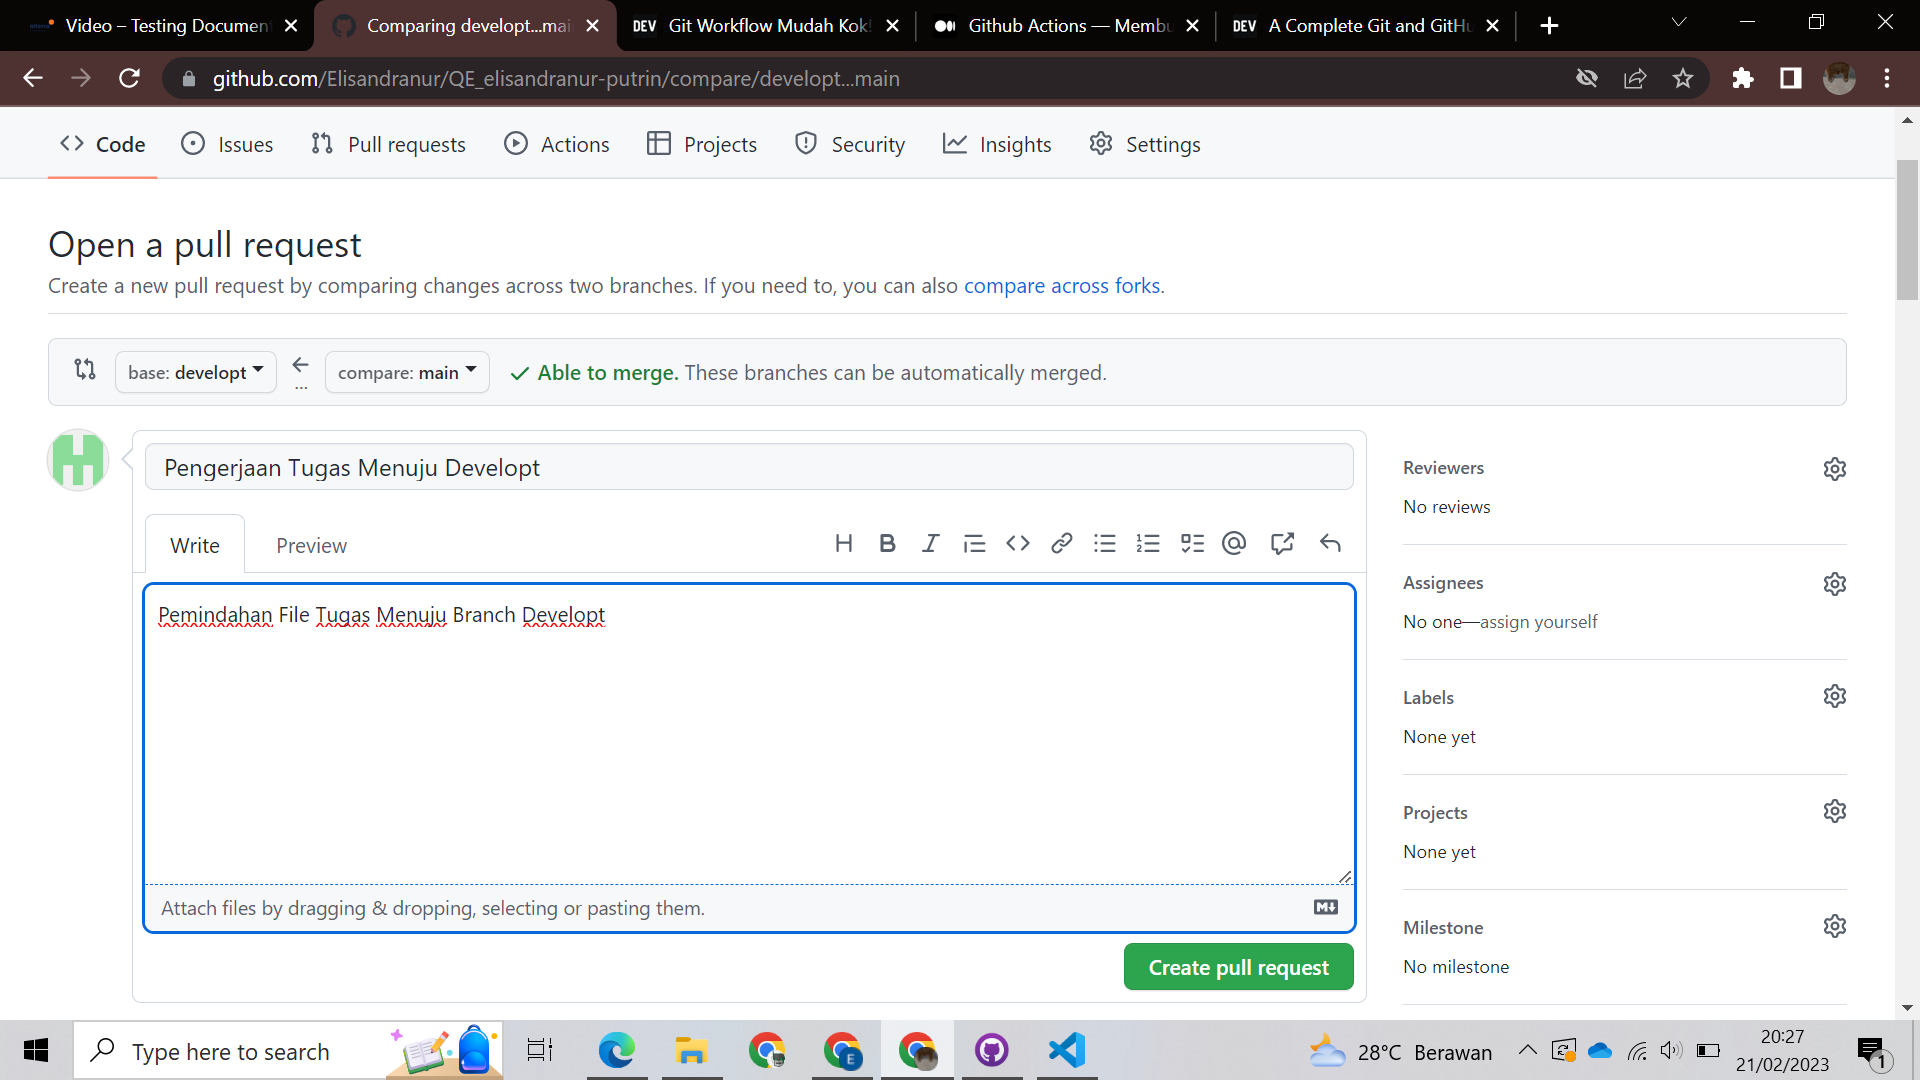 Video – Testing Document
Comparing developt...mai
DEV Git Workflow Mudah Kok!
Github Actions — Membu
DEV A Complete Git and GitHu
github.com/Elisandranur/QE_elisandranur-putrin/compare/developt...main
Code
Issues
Pull requests
Actions
Projects
Security
Insights
Settings
Open a pull request
Create a new pull request by comparing changes across two branches. If you need to, you can also compare across forks.
base: developt
...
compare: main
Able to merge. These branches can be automatically merged.
Pengerjaan Tugas Menuju Developt
Write
Preview
Pemindahan File Tugas Menuju Branch Developt
Attach files by dragging & dropping, selecting or pasting them.
Create pull request
Reviewers
No reviews
Assignees
No one—assign yourself
Labels
None yet
Projects
None yet
Milestone
No milestone
Type here to search
E
28°C Berawan
20:27
21/02/2023
1